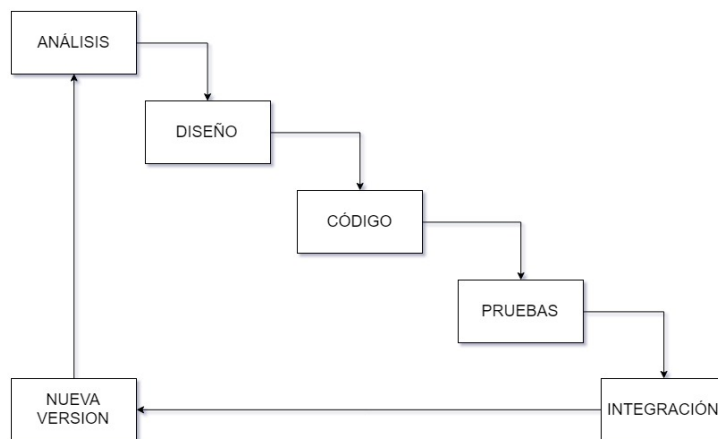 ANÁLISIS
DISEÑO
CÓDIGO
PRUEBAS
NUEVA
VERSION
INTEGRACIÓN